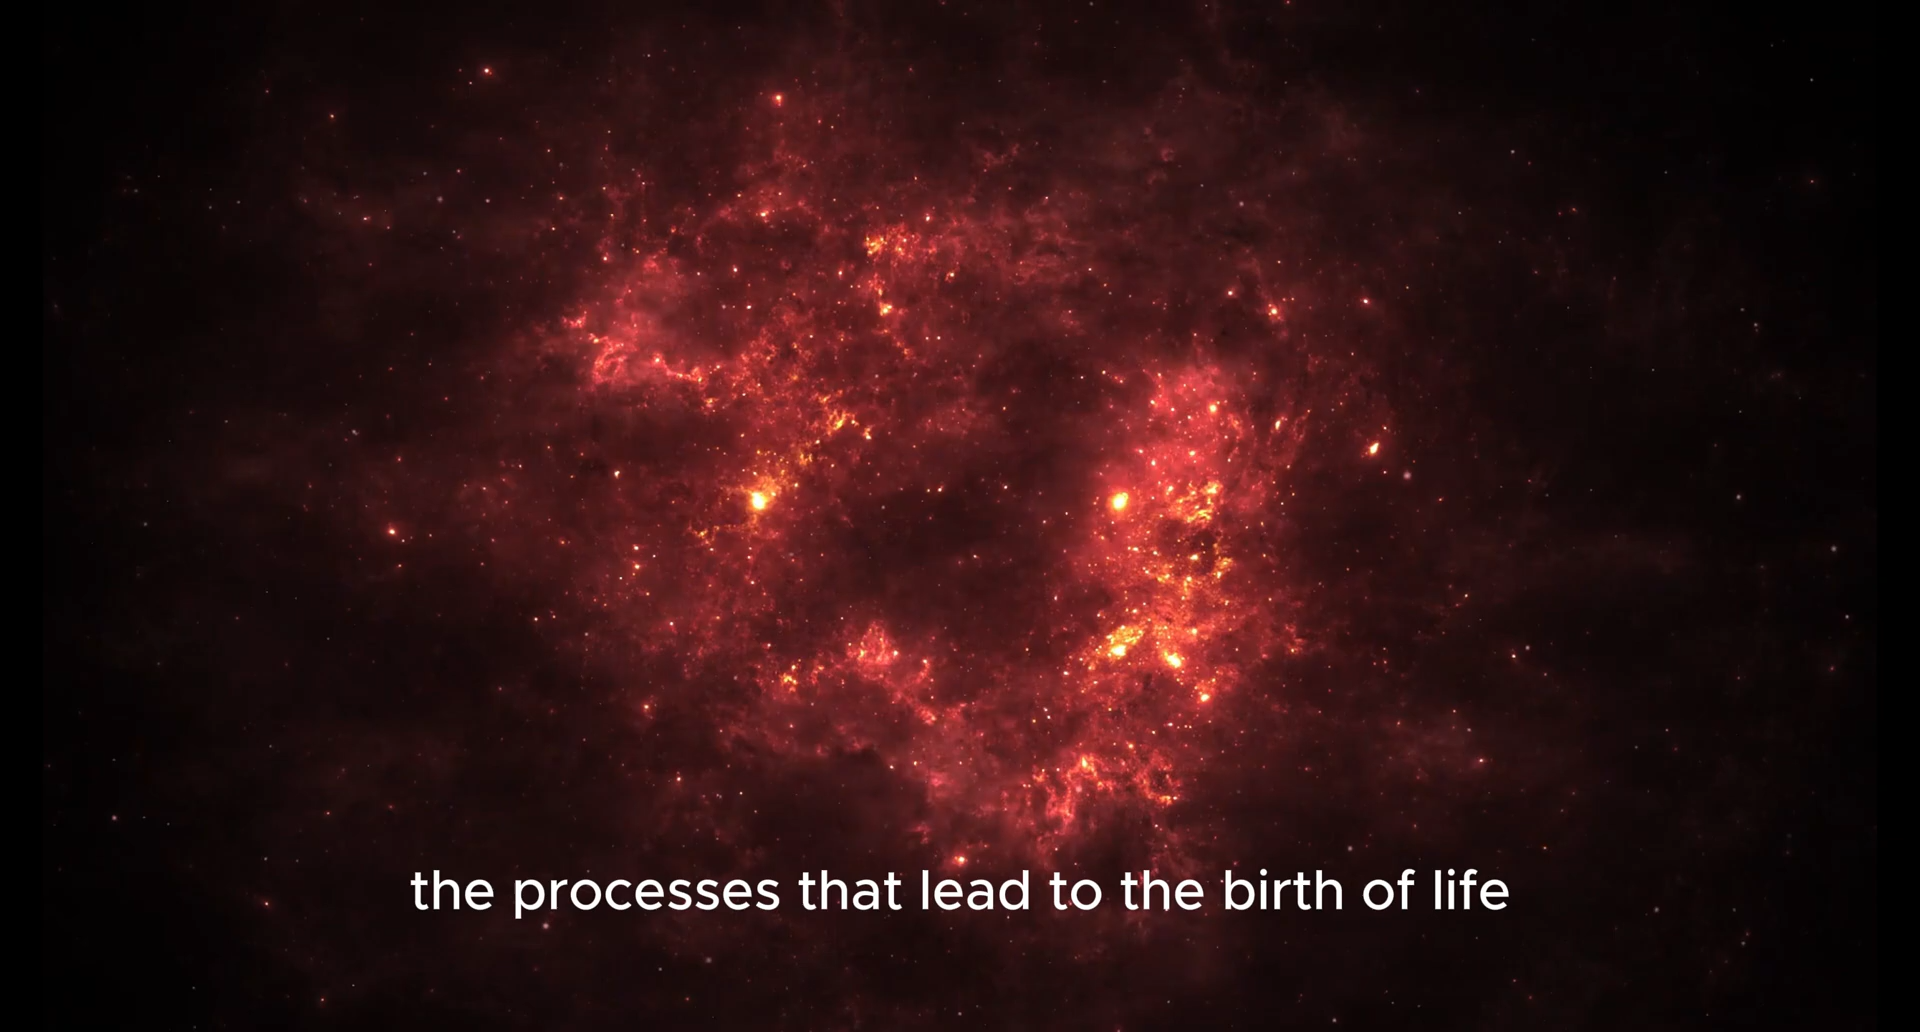 the processes that lead to the birth of life